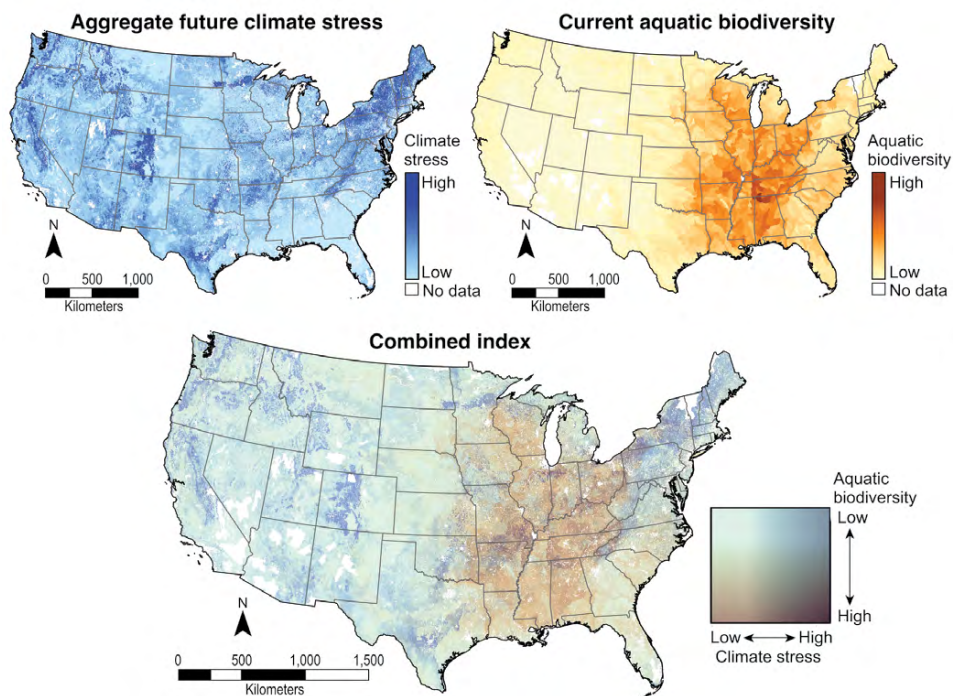 Aggregate future climate stress
Climate
stress
High
Low
No data
N
0 500 1,000
Kilometers
Current aquatic biodiversity
Aquatic
biodiversity
High
Low
No data
N
0 500 1,000
Kilometers
Combined index
N
0 500 1,000 1,500
Kilometers
Aquatic
biodiversity
Low
High
Low High
Climate stress